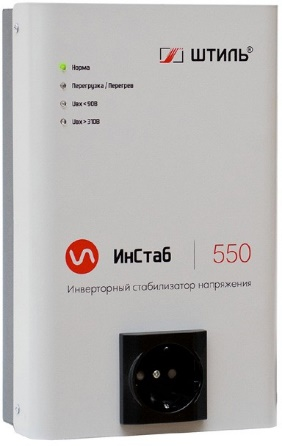 ШТИЛЬ®
Норма
Перегрузка / Перегрев
Uвх < 90В
Uвх > 310В
ИнСтаб | 550
Инверторный стабилизатор напряжения